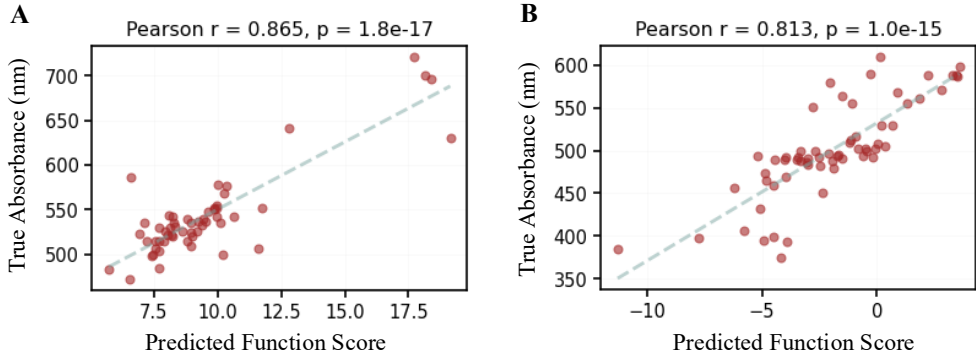 A
Pearson r = 0.865, p = 1.8e-17
True Absorbance (nm)
700
650
600
550
500
7.5
10.0
12.5
15.0
17.5
Predicted Function Score
B
Pearson r = 0.813, p = 1.0e-15
True Absorbance (nm)
600
550
500
450
400
350
−10
−5
0
Predicted Function Score